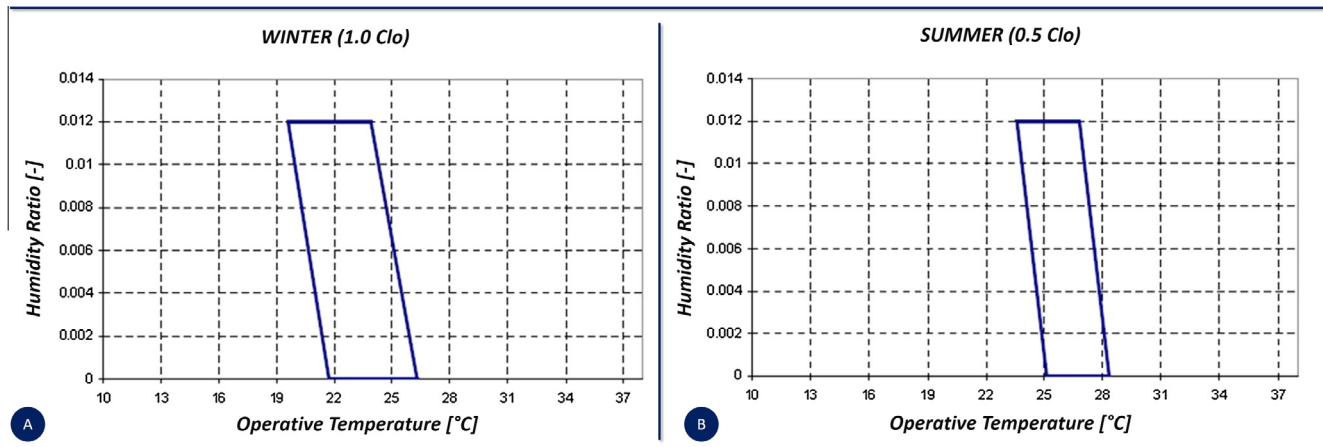 WINTER (1.0 Clo)
0.014
0.012
0.01
0.008
0.006
0.004
0.002
0
10 13 16 19 22 25 28 31 34 37
Humidity Ratio [-]
Operative Temperature [°C]
A
SUMMER (0.5 Clo)
0.014
0.012
0.01
0.008
0.006
0.004
0.002
0
10 13 16 19 22 25 28 31 34 37
Humidity Ratio [-]
Operative Temperature [°C]
B